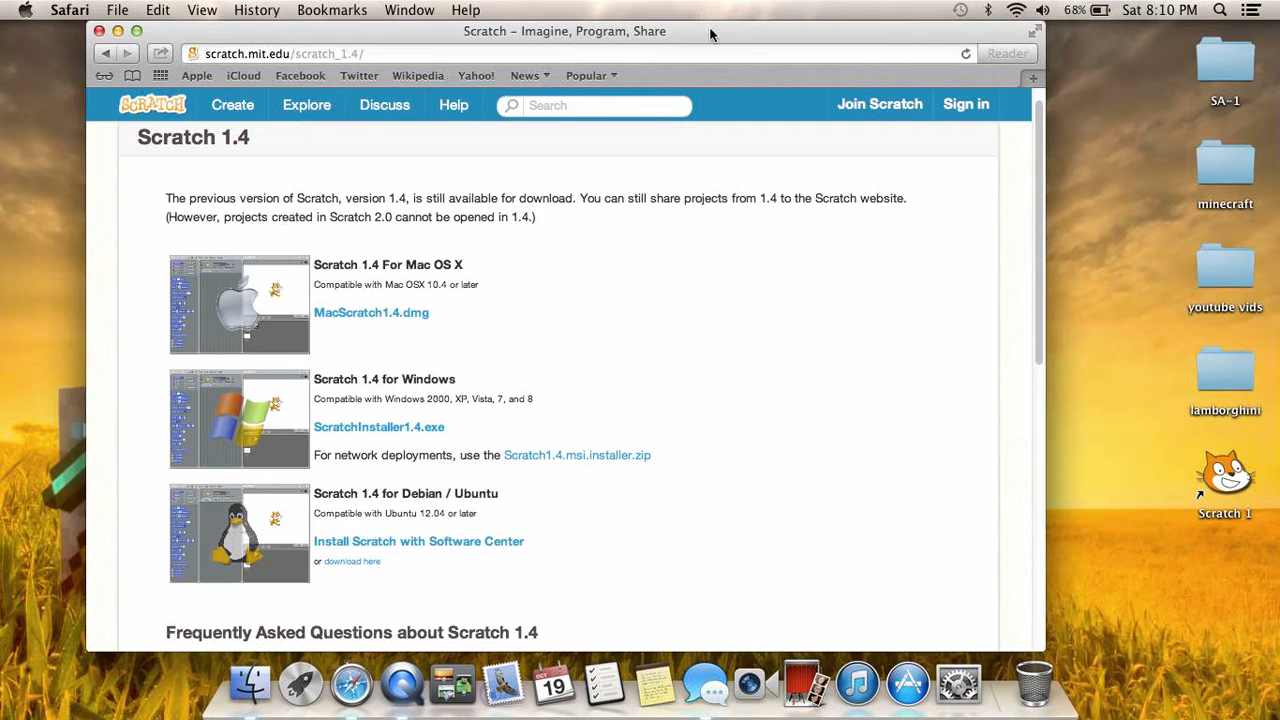 Safari File Edit View History Bookmarks Window Help 68% Sat 8:10 PM
Scratch – Imagine, Program, Share
scratch.mit.edu/scratch_1.4/ Reader
Apple iCloud Facebook Twitter Wikipedia Yahoo! News Popular
SCRATCH Create Explore Discuss Help Search Join Scratch Sign in
Scratch 1.4
The previous version of Scratch, version 1.4, is still available for download. You can still share projects from 1.4 to the Scratch website.
(However, projects created in Scratch 2.0 cannot be opened in 1.4.)
Scratch 1.4 For Mac OS X
Compatible with Mac OSX 10.4 or later
MacScratch1.4.dmg
Scratch 1.4 for Windows
Compatible with Windows 2000, XP, Vista, 7, and 8
ScratchInstaller1.4.exe
For network deployments, use the Scratch1.4.msi.installer.zip
Scratch 1.4 for Debian / Ubuntu
Compatible with Ubuntu 12.04 or later
Install Scratch with Software Center
or download here
Frequently Asked Questions about Scratch 1.4
SA-1
minecraft
youtube vids
lamborghini
Scratch 1
OCT
19